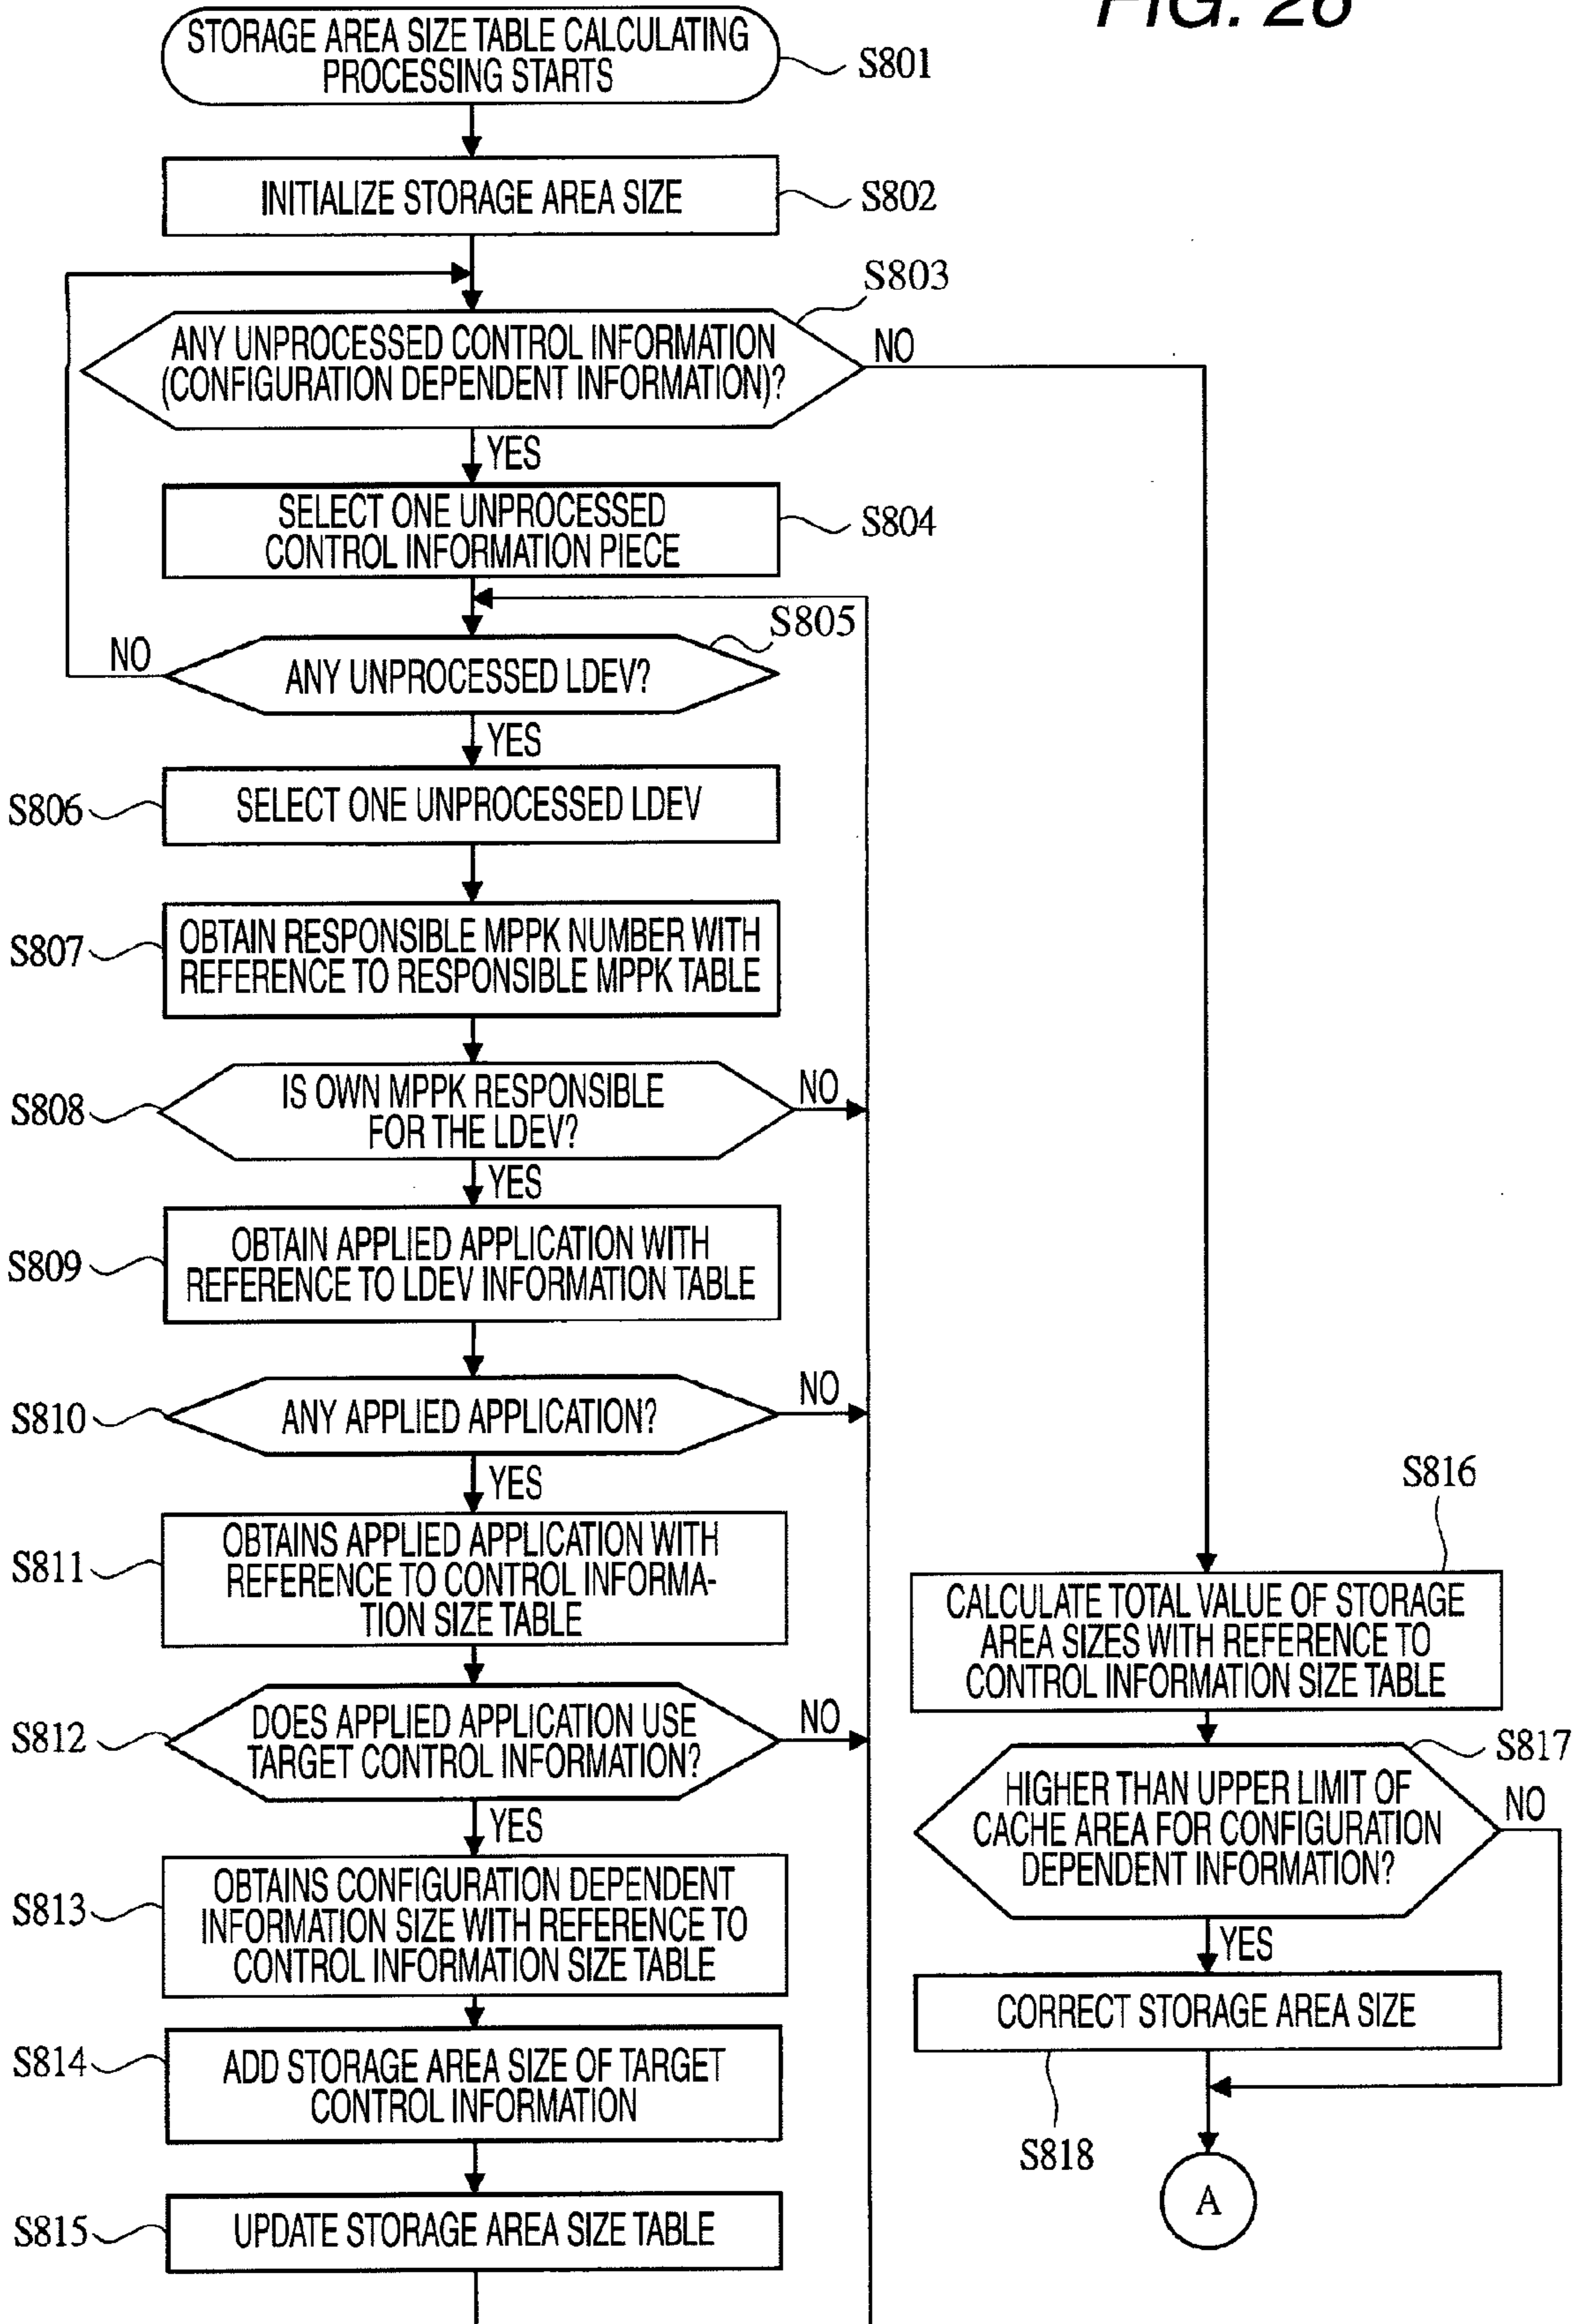 FIG. 26
STORAGE AREA SIZE TABLE CALCULATING
PROCESSING STARTS
S801
INITIALIZE STORAGE AREA SIZE
S802
S803
ANY UNPROCESSED CONTROL INFORMATION
(CONFIGURATION DEPENDENT INFORMATION)?
NO
YES
SELECT ONE UNPROCESSED
CONTROL INFORMATION PIECE
S804
S805
NO
ANY UNPROCESSED LDEV?
YES
S806
SELECT ONE UNPROCESSED LDEV
S807
OBTAIN RESPONSIBLE MPPK NUMBER WITH
REFERENCE TO RESPONSIBLE MPPK TABLE
S808
IS OWN MPPK RESPONSIBLE
FOR THE LDEV?
NO
YES
S809
OBTAIN APPLIED APPLICATION WITH
REFERENCE TO LDEV INFORMATION TABLE
S810
ANY APPLIED APPLICATION?
NO
YES
S811
OBTAINS APPLIED APPLICATION WITH
REFERENCE TO CONTROL INFORMA-
TION SIZE TABLE
S812
DOES APPLIED APPLICATION USE
TARGET CONTROL INFORMATION?
NO
YES
S813
OBTAINS CONFIGURATION DEPENDENT
INFORMATION SIZE WITH REFERENCE TO
CONTROL INFORMATION SIZE TABLE
S814
ADD STORAGE AREA SIZE OF TARGET
CONTROL INFORMATION
S815
UPDATE STORAGE AREA SIZE TABLE
S816
CALCULATE TOTAL VALUE OF STORAGE
AREA SIZES WITH REFERENCE TO
CONTROL INFORMATION SIZE TABLE
S817
HIGHER THAN UPPER LIMIT OF
CACHE AREA FOR CONFIGURATION
DEPENDENT INFORMATION?
NO
YES
CORRECT STORAGE AREA SIZE
S818
A